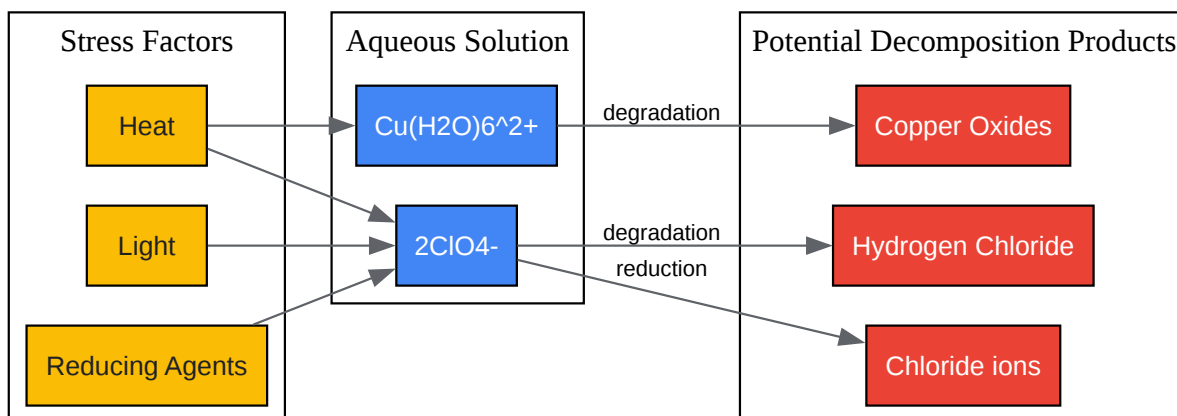 Stress Factors
Aqueous Solution
Potential Decomposition Products
Heat
Cu(H2O)6^2+
degradation
Copper Oxides
Light
2ClO4-
degradation
Hydrogen Chloride
reduction
Reducing Agents
Chloride ions